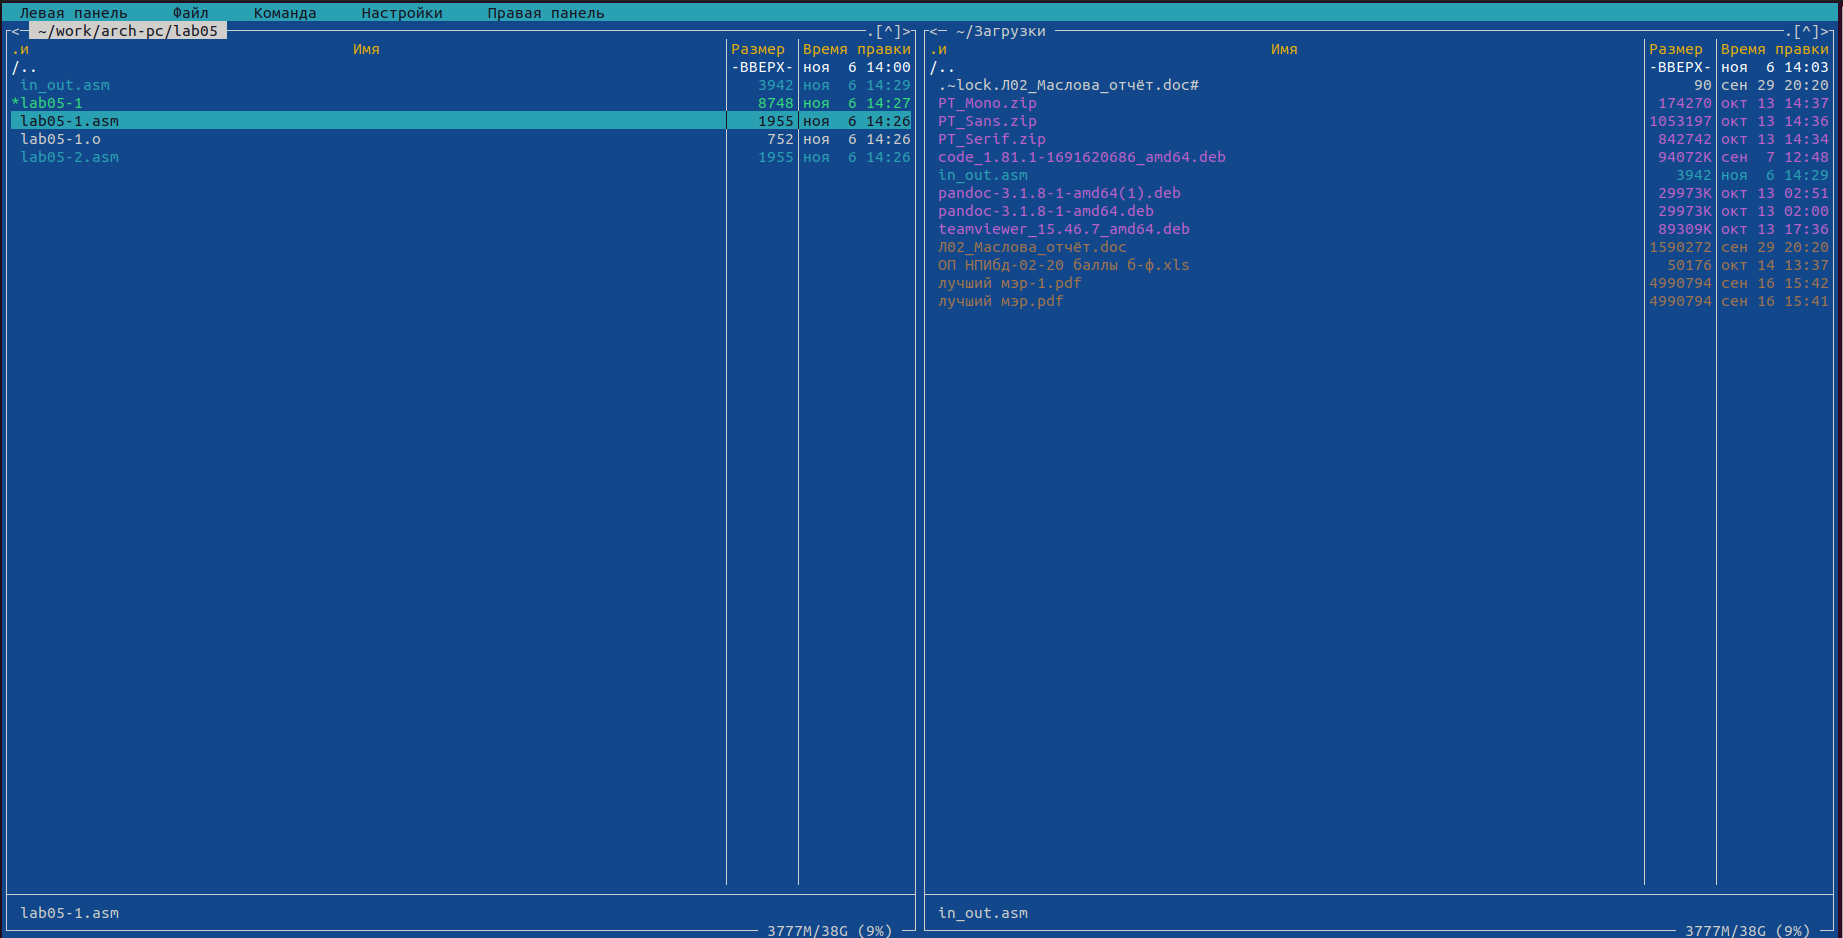 Левая панель Файл Команда Настройки Правая панель
<─ ~/work/arch-pc/lab05 .[^]>
.и Имя Размер Время правки
/.. -ВВЕРХ- ноя 6 14:00
in_out.asm 3942 ноя 6 14:29
*lab05-1 8748 ноя 6 14:27
lab05-1.asm 1955 ноя 6 14:26
lab05-1.o 752 ноя 6 14:26
lab05-2.asm 1955 ноя 6 14:26
lab05-1.asm
3777M/38G (9%)
<─ ~/Загрузки .[^]>
.и Имя Размер Время правки
/.. -ВВЕРХ- ноя 6 14:03
.~lock.Л02_Маслова_отчёт.doc# 90 сен 29 20:20
PT_Mono.zip 174270 окт 13 14:37
PT_Sans.zip 1053197 окт 13 14:36
PT_Serif.zip 842742 окт 13 14:34
code_1.81.1-1691620686_amd64.deb 94072K сен 7 12:48
in_out.asm 3942 ноя 6 14:29
pandoc-3.1.8-1-amd64(1).deb 29973K окт 13 02:51
pandoc-3.1.8-1-amd64.deb 29973K окт 13 02:00
teamviewer_15.46.7_amd64.deb 89309K окт 13 17:36
Л02_Маслова_отчёт.doc 1590272 сен 29 20:20
ОП НПИбд-02-20 баллы б-ф.xls 50176 окт 14 13:37
лучший мэр-1.pdf 4990794 сен 16 15:42
лучший мэр.pdf 4990794 сен 16 15:41
in_out.asm
3777M/38G (9%)